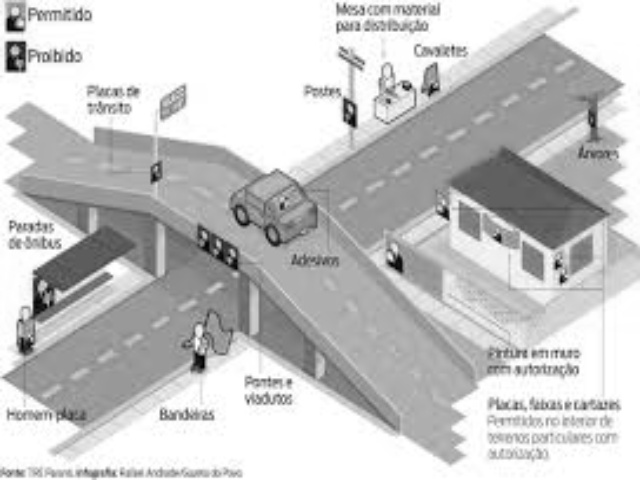 Permitido
Proibido
Mesa com material
para distribuição
Cavaletes
Placas de
trânsito
Postes
Árvores
Paradas
de ônibus
Adesivos
Pintura em muro
com autorização
Pontes e
viadutos
Homem placa
Bandeiras
Placas, faixas e cartazes
Permitidos no interior de
terrenos particulares com
autorização.
Fonte: TRE Paraná. Infografia: Rafael Andrade/Gazeta do Povo